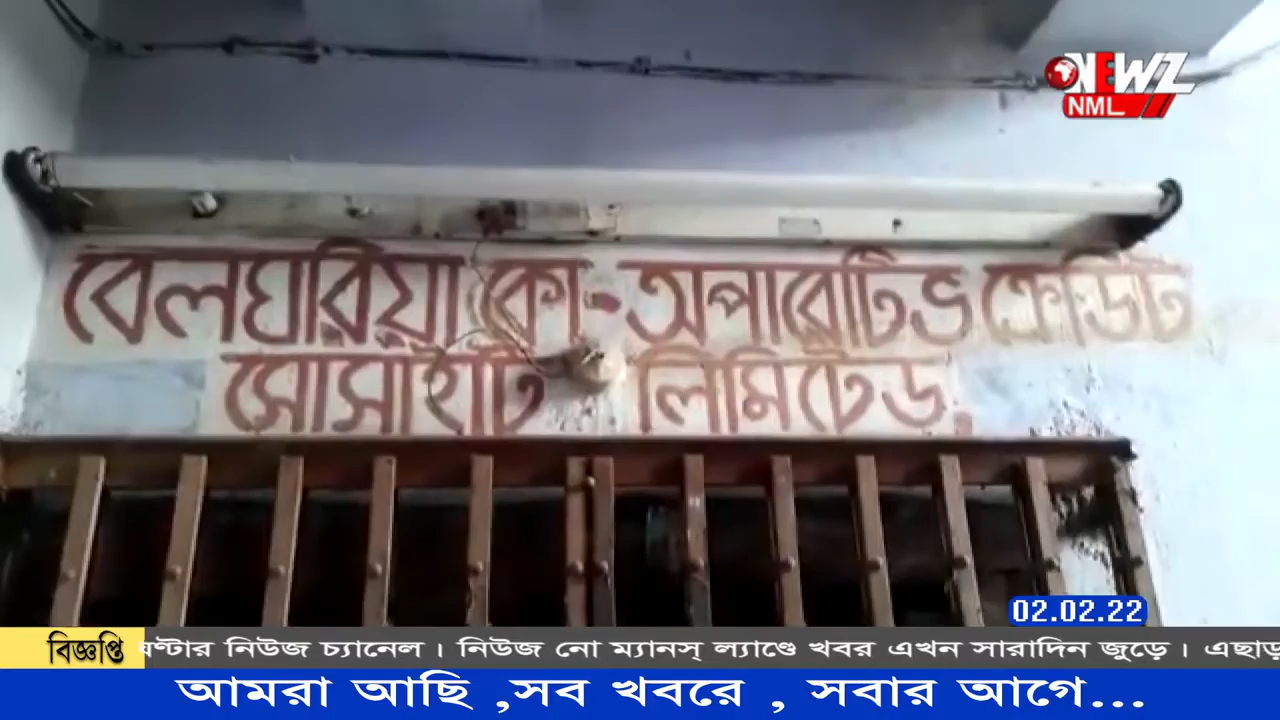 NEWZ
NML
বেলঘরিয়া কো-অপারেটিভ ক্রেডিট
সোসাইটি লিমিটেড.
02.02.22
বিজ্ঞপ্তি
ঘন্টার নিউজ চ্যানেল । নিউজ নো ম্যানস্ ল্যাণ্ডে খবর এখন সারাদিন জুড়ে । এছাড়
আমরা আছি ,সব খবরে , সবার আগে...